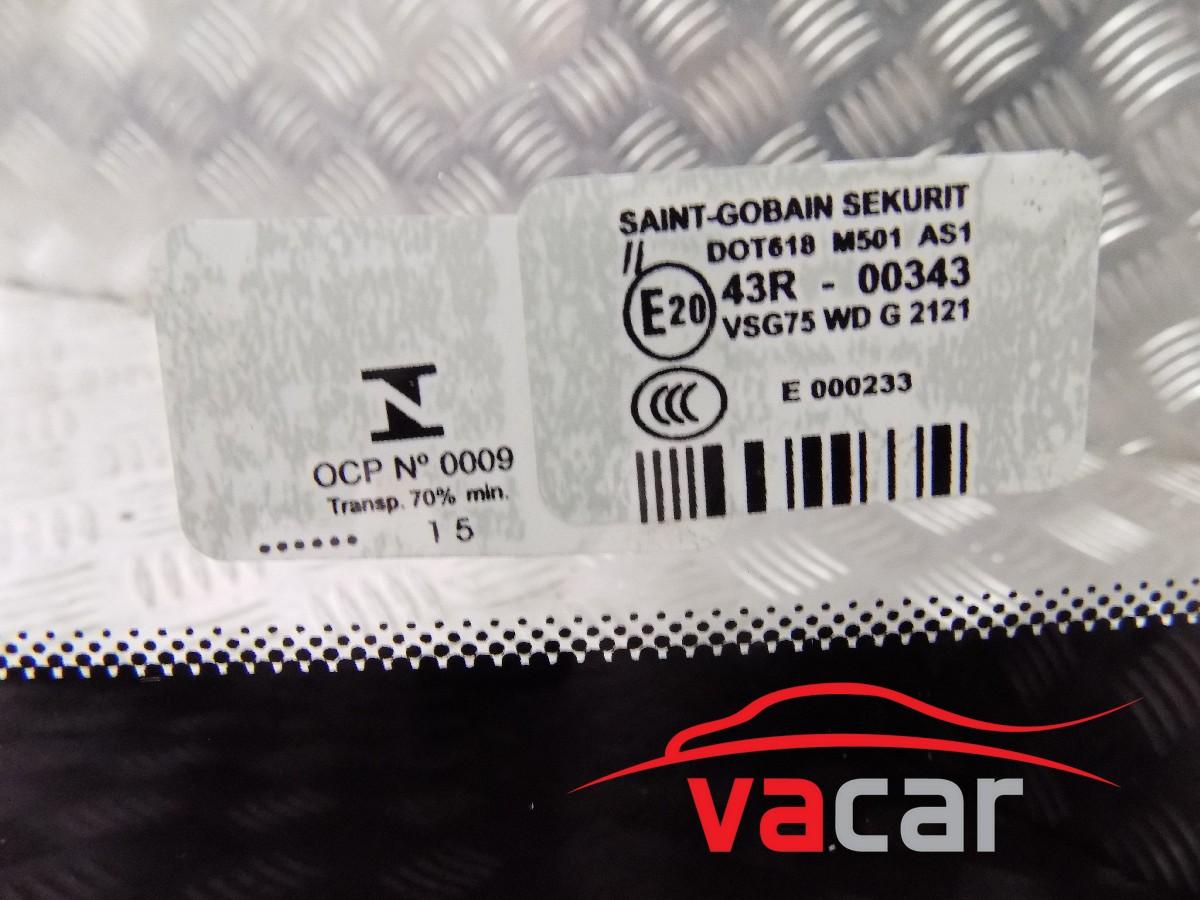 SAINT-GOBAIN SEKURIT
II
DOT618 M501 AS1
E20
43R - 00343
VSG75 WD G 2121
CCC
E 000233
N
OCP Nº 0009
Transp. 70% min.
...... 15
vacar